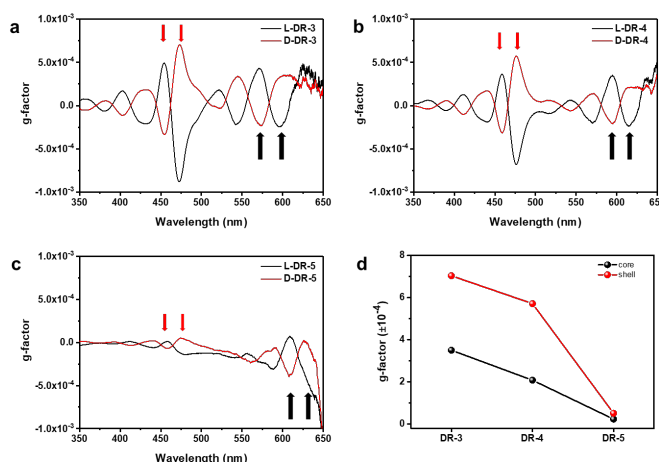 a
L-DR-3
D-DR-3
g-factor
1.0x10⁻³
5.0x10⁻⁴
0.0
-5.0x10⁻⁴
-1.0x10⁻³
350 400 450 500 550 600 650
Wavelength (nm)
b
L-DR-4
D-DR-4
g-factor
1.0x10⁻³
5.0x10⁻⁴
0.0
-5.0x10⁻⁴
-1.0x10⁻³
350 400 450 500 550 600 650
Wavelength (nm)
c
L-DR-5
D-DR-5
g-factor
1.0x10⁻³
5.0x10⁻⁴
0.0
-5.0x10⁻⁴
-1.0x10⁻³
350 400 450 500 550 600 650
Wavelength (nm)
d
core
shell
g-factor (±10⁻⁴)
8
6
4
2
0
DR-3 DR-4 DR-5